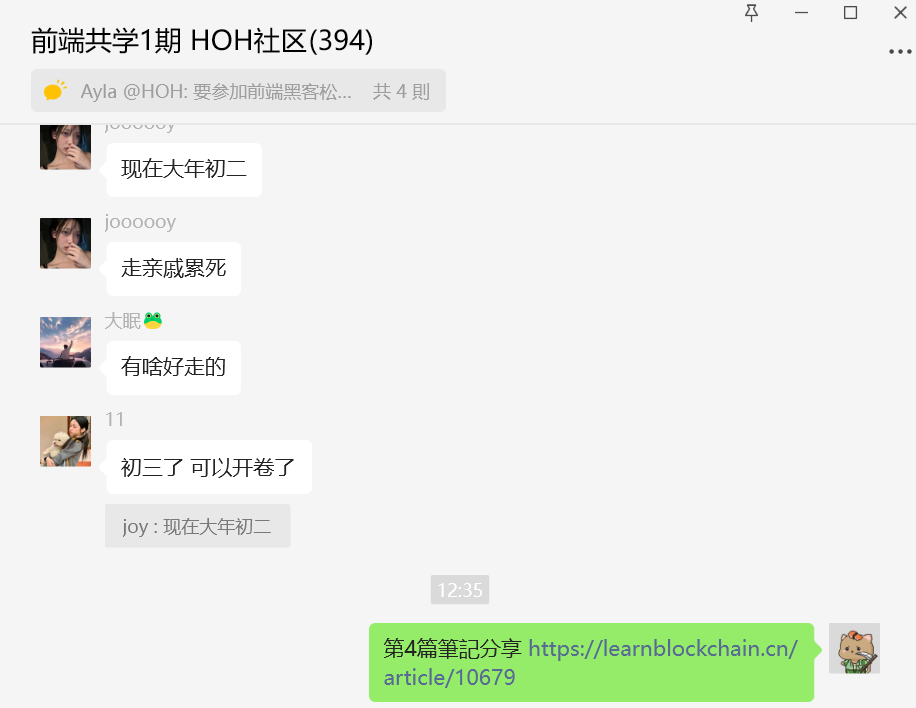 前端共学1期 HOH社区(394)
Ayla @HOH: 要参加前端黑客松... 共 4 則
joooooy
现在大年初二
joooooy
走亲戚累死
大眠🐸
有啥好走的
11
初三了 可以开卷了
joy : 现在大年初二
12:35
第4篇筆記分享 https://learnblockchain.cn/
article/10679